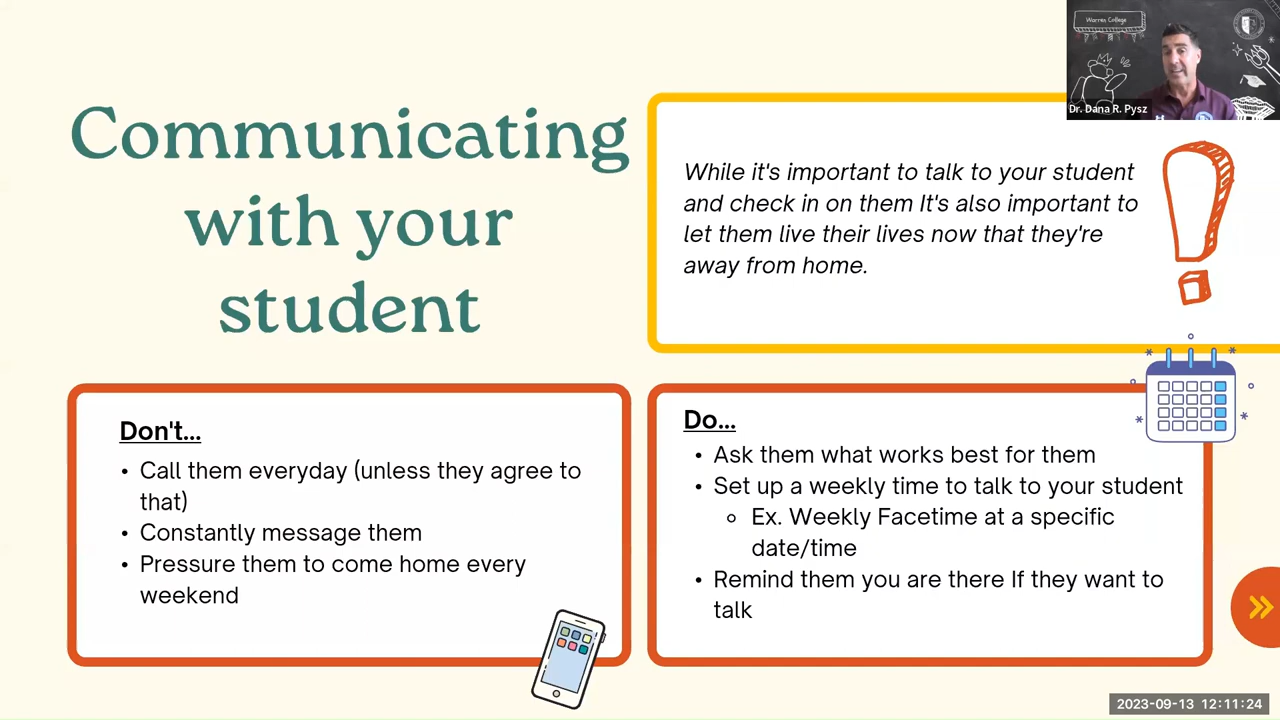 Warren College
Dr. Dana R. Pysz
Communicating
with your
student
While it's important to talk to your student
and check in on them It's also important to
let them live their lives now that they're
away from home.
!
Don't...
• Call them everyday (unless they agree to
that)
• Constantly message them
• Pressure them to come home every
weekend
Do...
• Ask them what works best for them
• Set up a weekly time to talk to your student
○ Ex. Weekly Facetime at a specific
date/time
• Remind them you are there If they want to
talk
2023-09-13 12:11:24